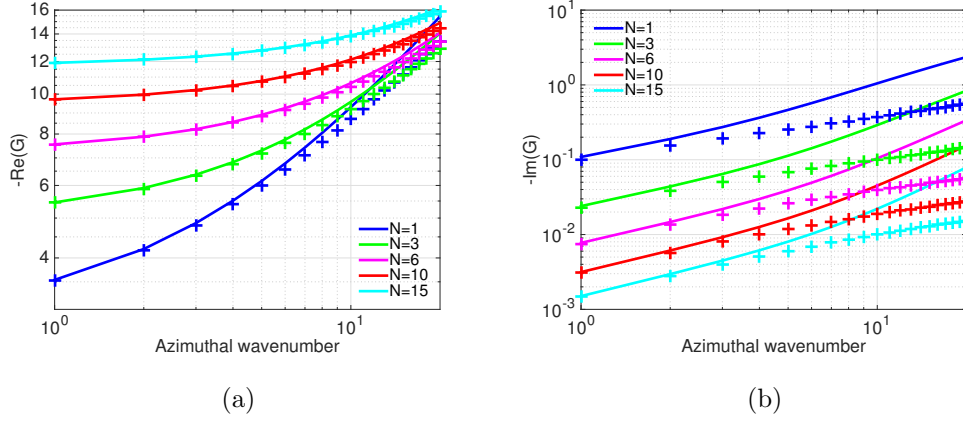 16
14
12
10
8
6
4
-Re(G)
N=1
N=3
N=6
N=10
N=15
10^0
10^1
Azimuthal wavenumber
(a)
10^1
10^0
10^-1
10^-2
10^-3
-Im(G)
N=1
N=3
N=6
N=10
N=15
10^0
10^1
Azimuthal wavenumber
(b)